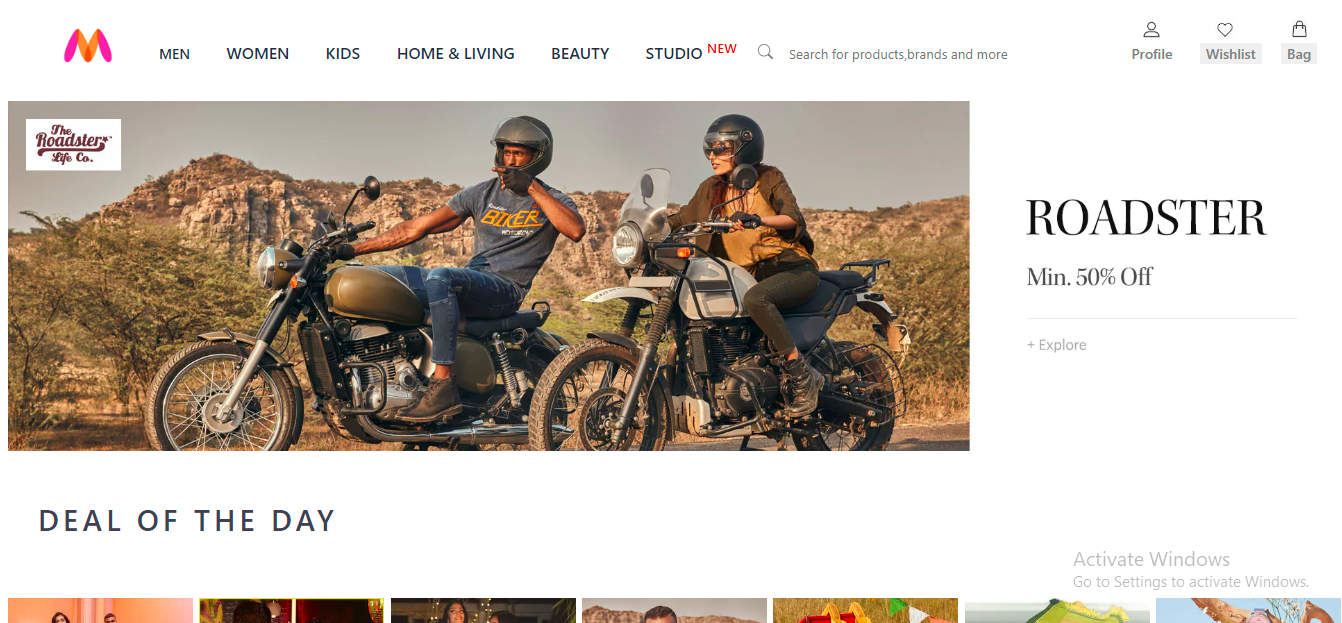 MEN WOMEN KIDS HOME & LIVING BEAUTY STUDIO NEW Search for products,brands and more
Profile Wishlist Bag
The
Roadster
Life Co.
BIKER
ROADSTER
Min. 50% Off
+ Explore
DEAL OF THE DAY
Activate Windows
Go to Settings to activate Windows.